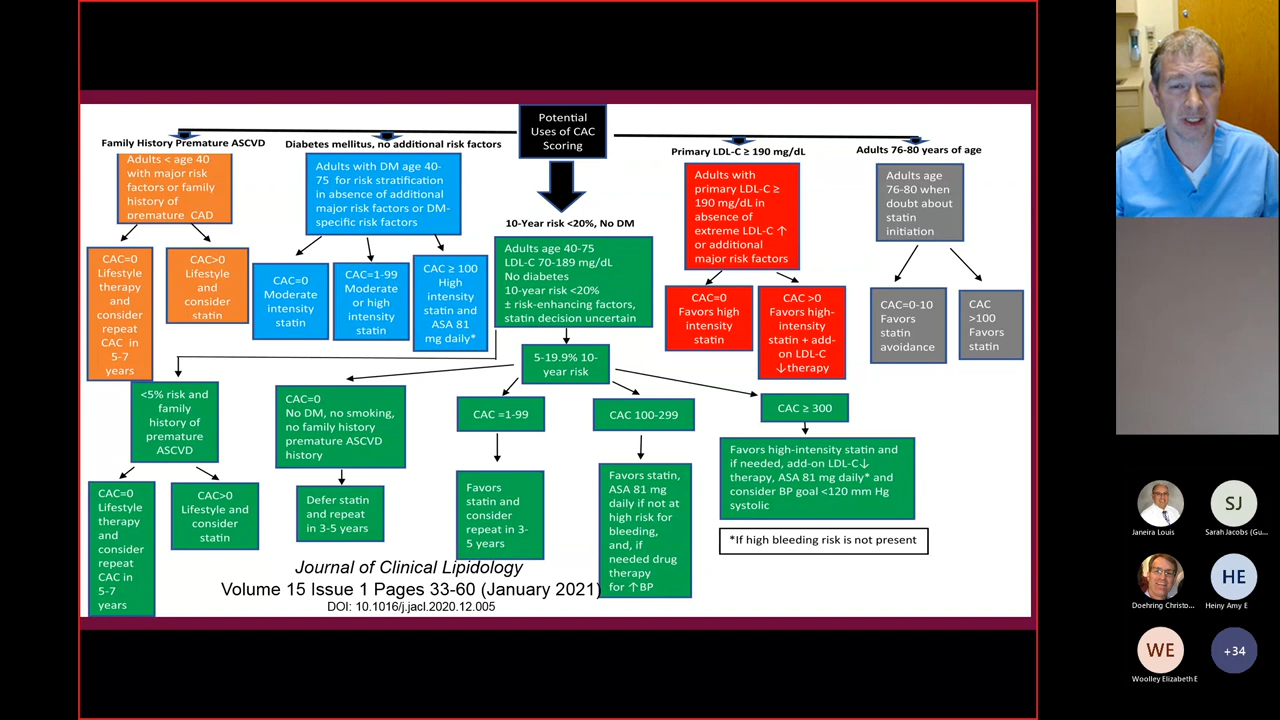 Potential
Uses of CAC
Scoring
Family History Premature ASCVD
Adults < age 40
with major risk
factors or family
history of
premature CAD
CAC=0
Lifestyle
therapy
and
consider
repeat
CAC in
5-7
years
CAC>0
Lifestyle
and
consider
statin
Diabetes mellitus, no additional risk factors
Adults with DM age 40-
75 for risk stratification
in absence of additional
major risk factors or DM-
specific risk factors
CAC=0
Moderate
intensity
statin
CAC=1-99
Moderate
or high
intensity
statin
CAC ≥ 100
High
intensity
statin and
ASA 81
mg daily*
10-Year risk <20%, No DM
Adults age 40-75
LDL-C 70-189 mg/dL
No diabetes
10-year risk <20%
± risk-enhancing factors,
statin decision uncertain
Primary LDL-C ≥ 190 mg/dL
Adults with
primary LDL-C ≥
190 mg/dL in
absence of
extreme LDL-C ↑
or additional
major risk factors
CAC=0
Favors high
intensity
statin
CAC >0
Favors high-
intensity
statin + add-
on LDL-C
↓therapy
Adults 76-80 years of age
Adults age
76-80 when
doubt about
statin
initiation
CAC=0-10
Favors
statin
avoidance
CAC
>100
Favors
statin
<5% risk and
family
history of
premature
ASCVD
CAC=0
Lifestyle
therapy
and
consider
repeat
CAC in
5-7
years
CAC>0
Lifestyle and
consider
statin
5-19.9% 10-
year risk
CAC=0
No DM, no smoking,
no family history
premature ASCVD
history
Defer statin
and repeat
in 3-5 years
CAC =1-99
Favors
statin and
consider
repeat in 3-
5 years
CAC 100-299
Favors statin,
ASA 81 mg
daily if not at
high risk for
bleeding,
and, if
needed drug
therapy
for ↑BP
CAC ≥ 300
Favors high-intensity statin and
if needed, add-on LDL-C↓
therapy, ASA 81 mg daily* and
consider BP goal <120 mm Hg
systolic
*If high bleeding risk is not present
Journal of Clinical Lipidology
Volume 15 Issue 1 Pages 33-60 (January 2021)
DOI: 10.1016/j.jacl.2020.12.005
Janeira Louis
SJ
Sarah Jacobs (Gu...
Doehring Christo...
HE
Heiny Amy E
WE
Woolley Elizabeth E
+34